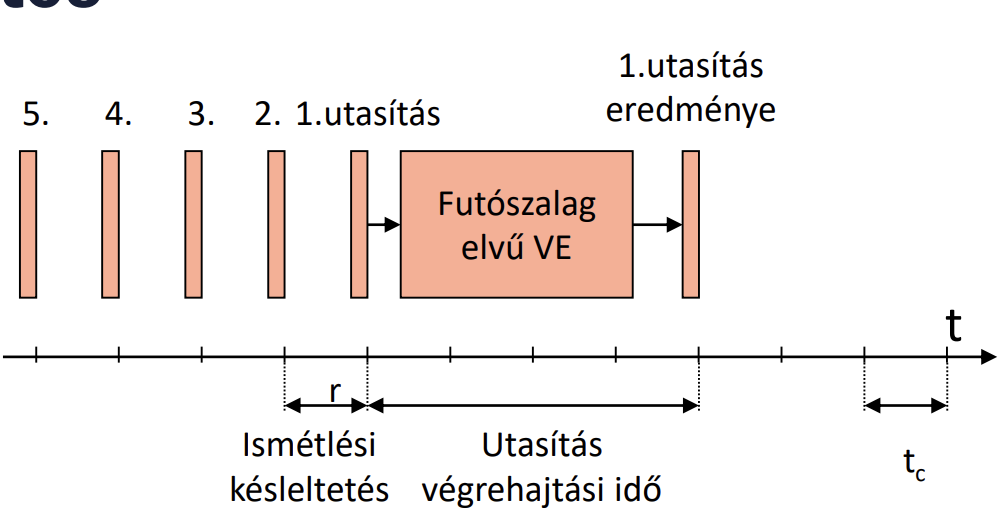 5. 4. 3. 2. 1.utasítás
1.utasítás
eredménye
Futószalag
elvű VE
t
r
Ismétlési
késleltetés
Utasítás
végrehajtási idő
tc